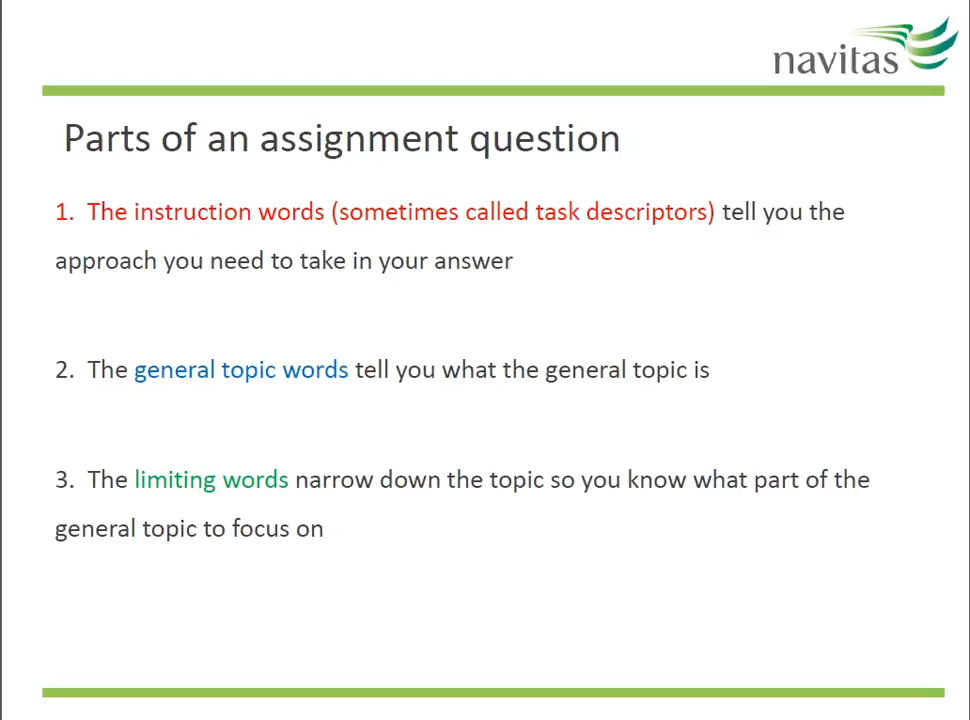 navitas
Parts of an assignment question
1. The instruction words (sometimes called task descriptors) tell you the
approach you need to take in your answer
2. The general topic words tell you what the general topic is
3. The limiting words narrow down the topic so you know what part of the
general topic to focus on